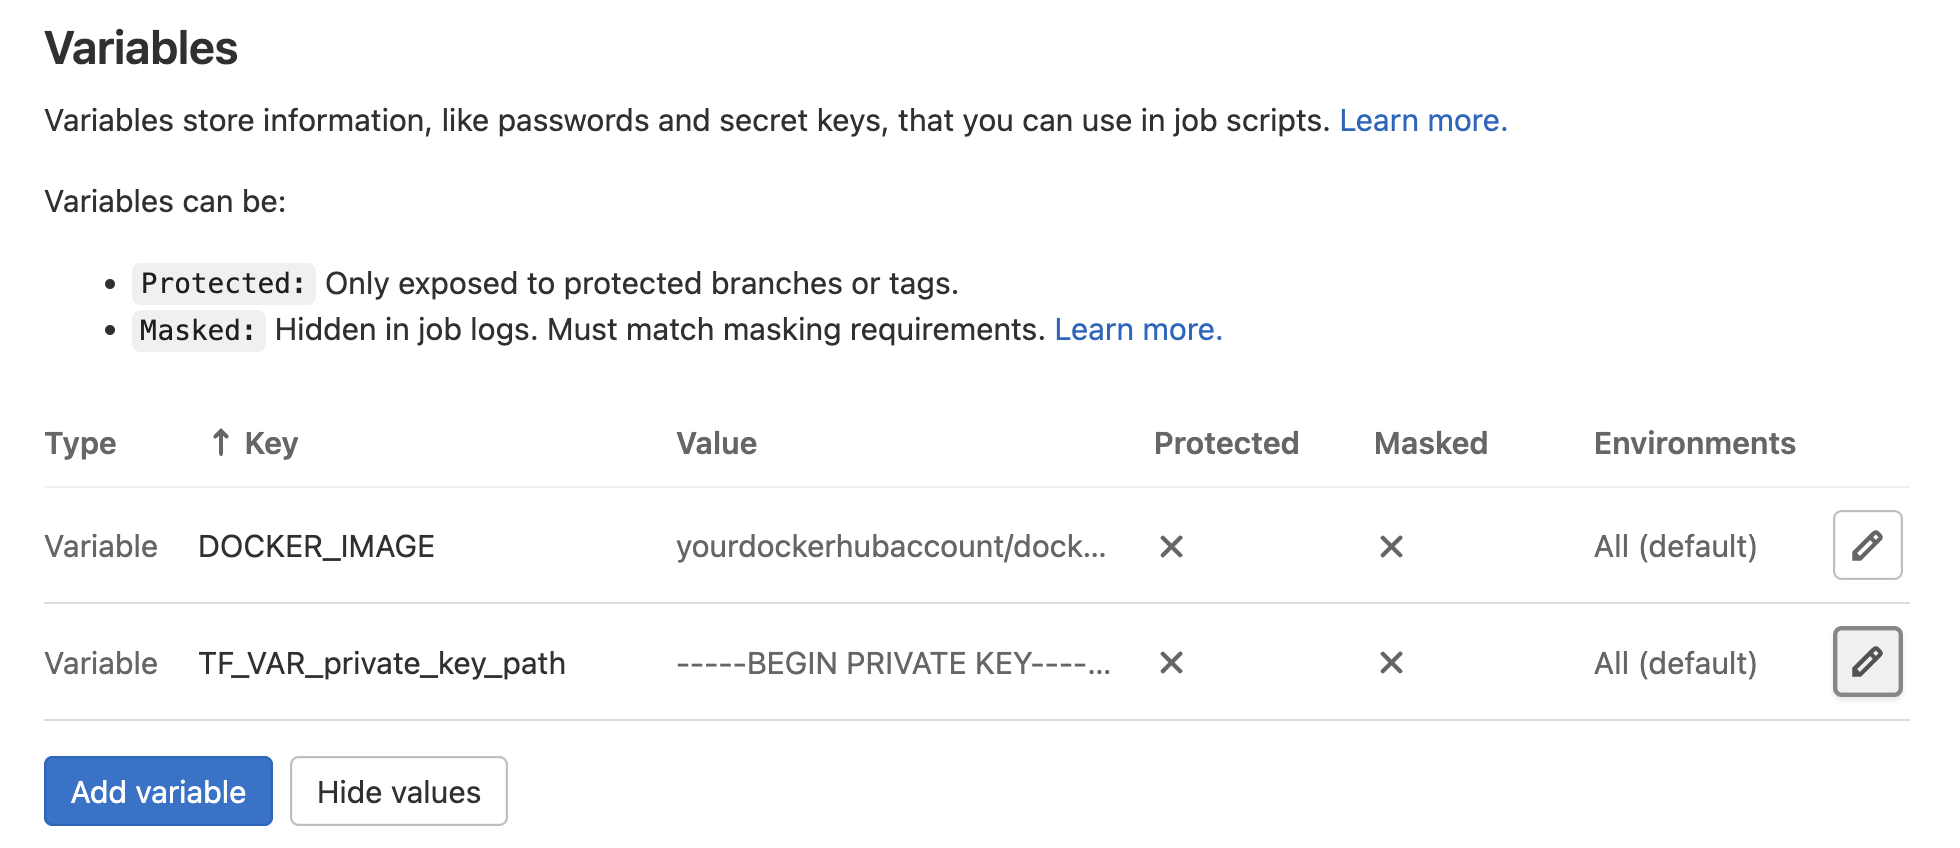 Variables
Variables store information, like passwords and secret keys, that you can use in job scripts. Learn more.
Variables can be:
• Protected: Only exposed to protected branches or tags.
• Masked: Hidden in job logs. Must match masking requirements. Learn more.
Type ↑ Key Value Protected Masked Environments
Variable DOCKER_IMAGE yourdockerhubaccount/dock... ✕ ✕ All (default)
Variable TF_VAR_private_key_path -----BEGIN PRIVATE KEY----... ✕ ✕ All (default)
Add variable Hide values